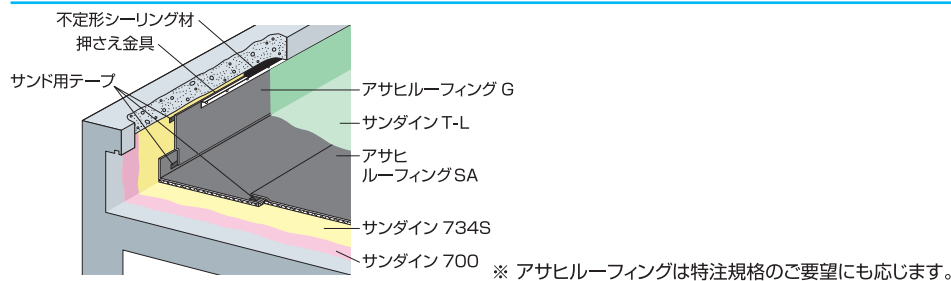 不定形シーリング材
押さえ金具
サンド用テープ
アサヒルーフィング G
サンダイン T-L
アサヒ
ルーフィング SA
サンダイン 734S
サンダイン 700
※ アサヒルーフィングは特注規格のご要望にも応じます。